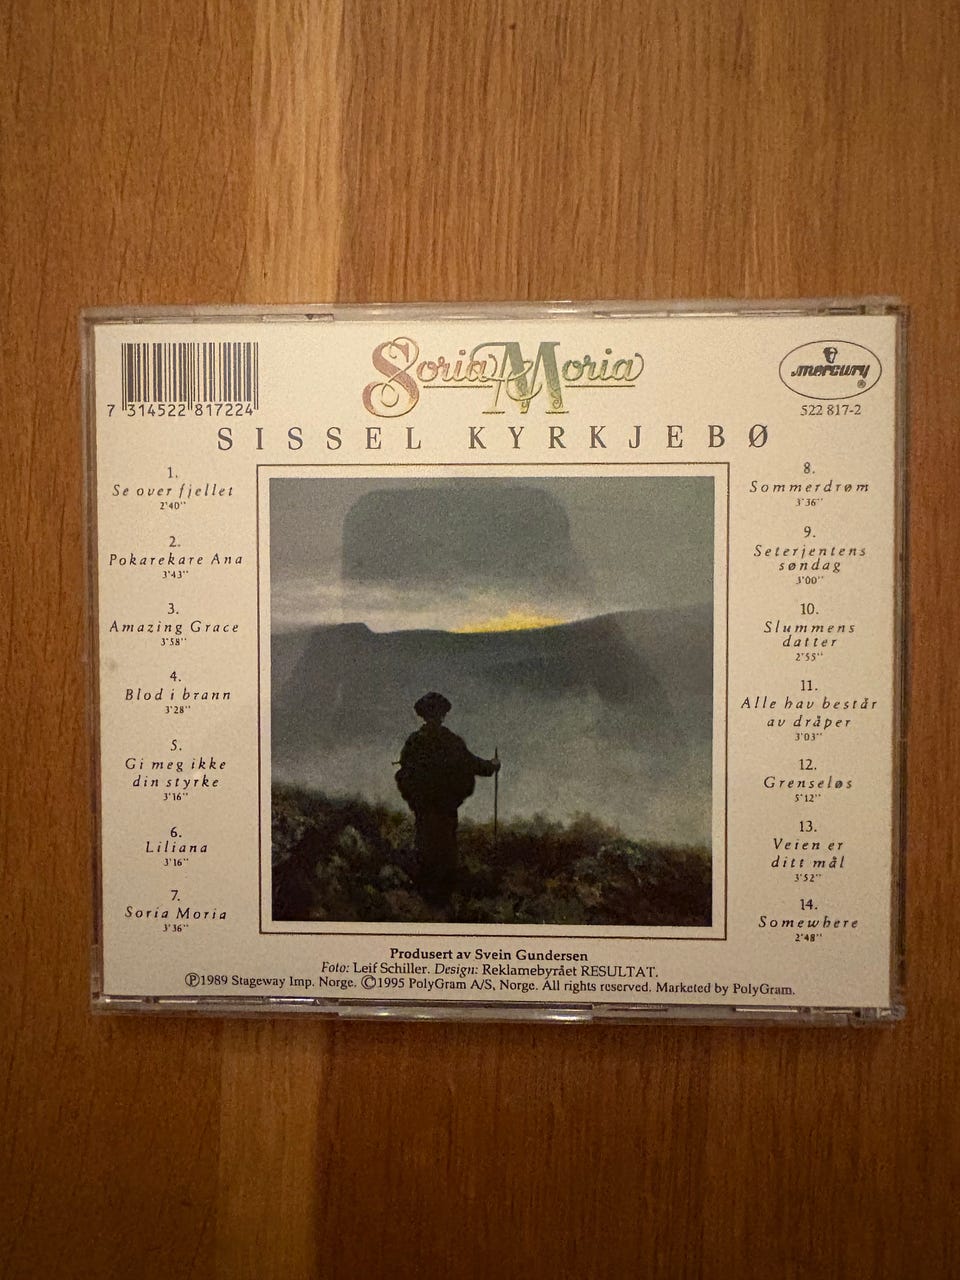 7 314522 817224
Soria Moria
mercury
®
522 817-2
SISSEL KYRKJEBØ
1.
Se over fjellet
2'40''
2.
Pokarekare Ana
3'43''
3.
Amazing Grace
3'58''
4.
Blod i brann
3'28''
5.
Gi meg ikke
din styrke
3'16''
6.
Liliana
3'16''
7.
Soria Moria
3'36''
8.
Sommerdrøm
3'36''
9.
Seterjentens
søndag
3'00''
10.
Slummens
datter
2'55''
11.
Alle hav består
av dråper
3'03''
12.
Grenseløs
5'12''
13.
Veien er
ditt mål
3'52''
14.
Somewhere
2'48''
Produsert av Svein Gundersen
Foto: Leif Schiller. Design: Reklamebyrået RESULTAT.
Ⓟ1989 Stageway Imp. Norge. ©1995 PolyGram A/S, Norge. All rights reserved. Marketed by PolyGram.